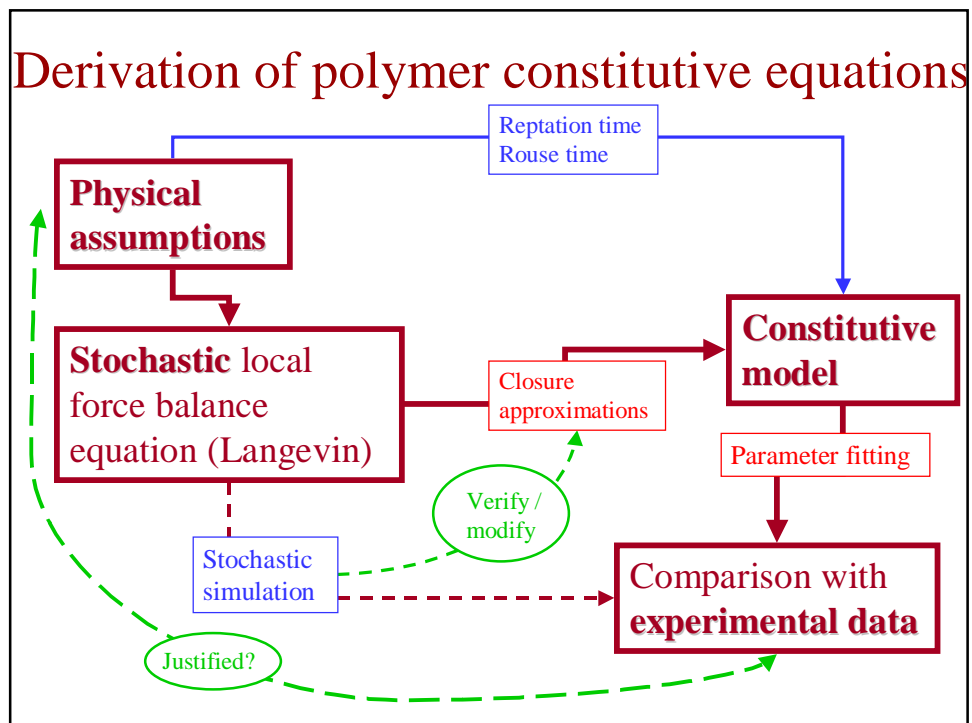 Derivation of polymer constitutive equations
Reptation time
Rouse time
Physical
assumptions
Stochastic local
force balance
equation (Langevin)
Closure
approximations
Constitutive
model
Parameter fitting
Verify /
modify
Stochastic
simulation
Comparison with
experimental data
Justified?